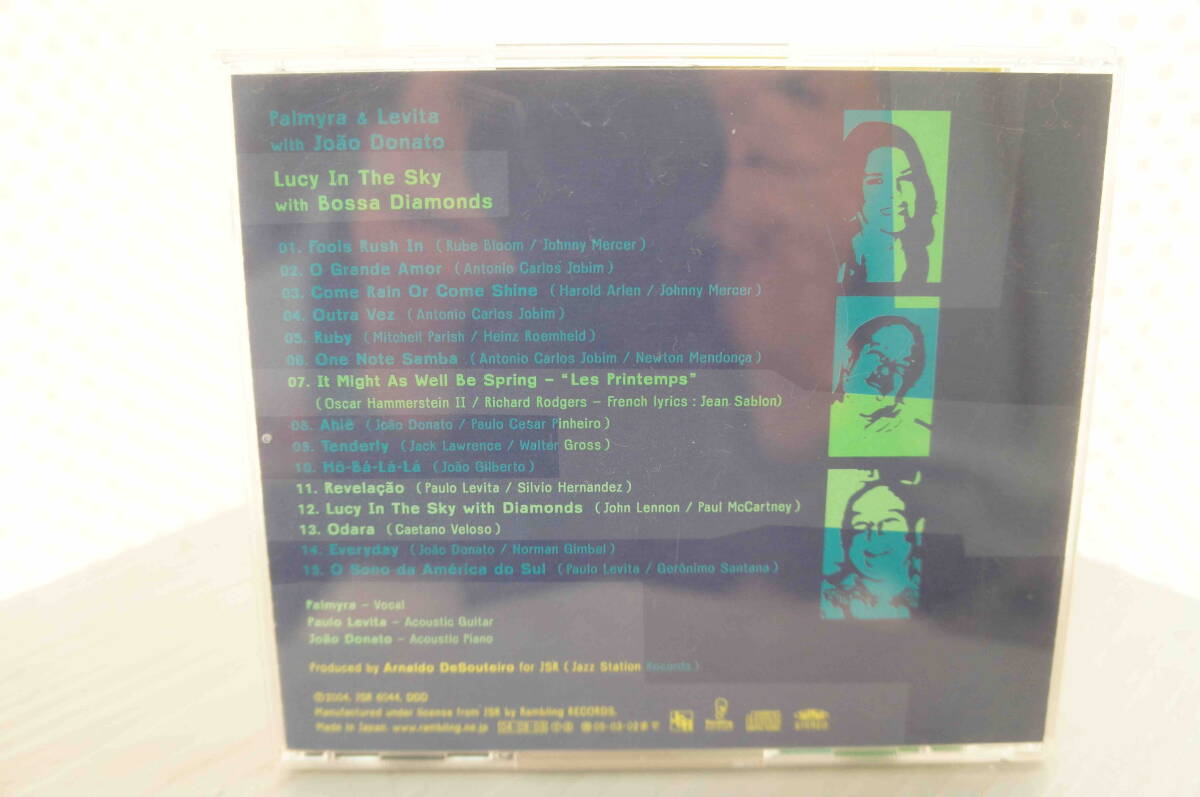 Palmyra & Levita
with João Donato
Lucy In The Sky
with Bossa Diamonds
01. Fools Rush In (Rube Bloom / Johnny Mercer)
02. O Grande Amor (Antonio Carlos Jobim)
03. Come Rain Or Come Shine (Harold Arlen / Johnny Mercer)
04. Outra Vez (Antonio Carlos Jobim)
05. Ruby (Mitchell Parish / Heinz Roemheld)
06. One Note Samba (Antonio Carlos Jobim / Newton Mendonça)
07. It Might As Well Be Spring – “Les Printemps”
(Oscar Hammerstein II / Richard Rodgers – French lyrics : Jean Sablon)
08. Ahiê (João Donato / Paulo Cesar Pinheiro)
09. Tenderly (Jack Lawrence / Walter Gross)
10. Hô-Bá-Lá-Lá (João Gilberto)
11. Revelação (Paulo Levita / Silvio Hernandez)
12. Lucy In The Sky with Diamonds (John Lennon / Paul McCartney)
13. Odara (Caetano Veloso)
14. Everyday (João Donato / Norman Gimbel)
15. O Sono da América do Sul (Paulo Levita / Gerônimo Santana)
Palmyra – Vocal
Paulo Levita – Acoustic Guitar
João Donato – Acoustic Piano
Produced by Arnaldo DeSouteiro for JSR (Jazz Station Records)
℗©2004, JSR 6044, DDD
Manufactured under license from JSR by Rambling RECORDS.
Made in Japan. www.rambling.ne.jp
STEREO